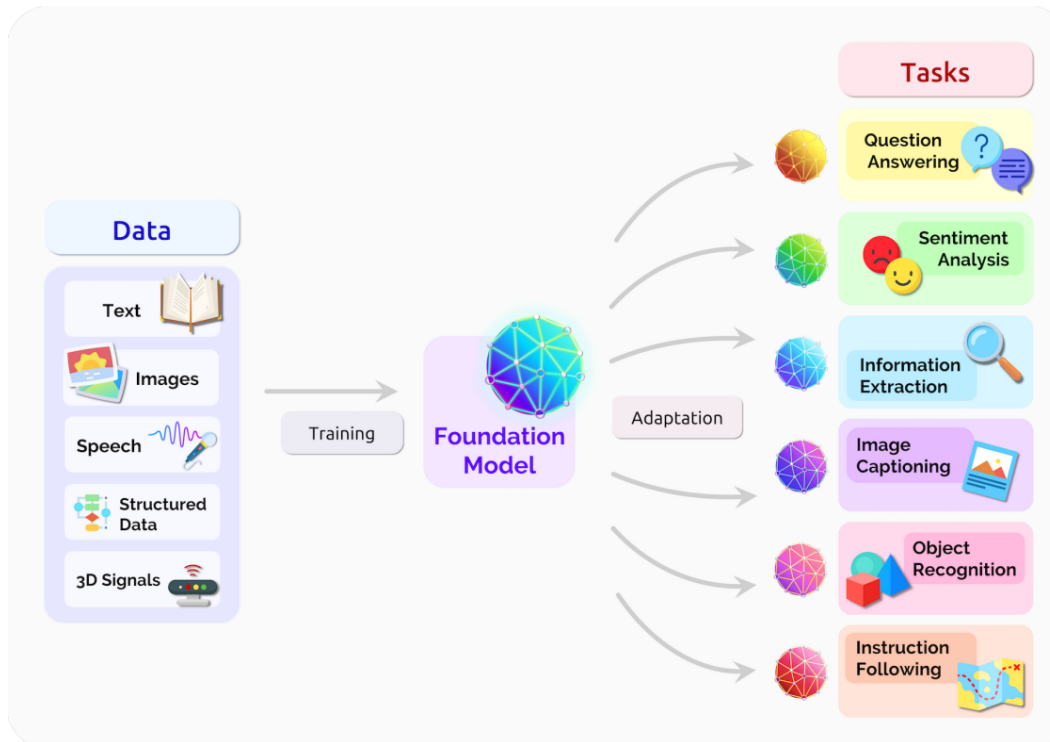 Data
Text
Images
Speech
Structured
Data
3D Signals
Training
Foundation
Model
Adaptation
Tasks
Question
Answering
?
Sentiment
Analysis
Information
Extraction
Image
Captioning
Object
Recognition
Instruction
Following